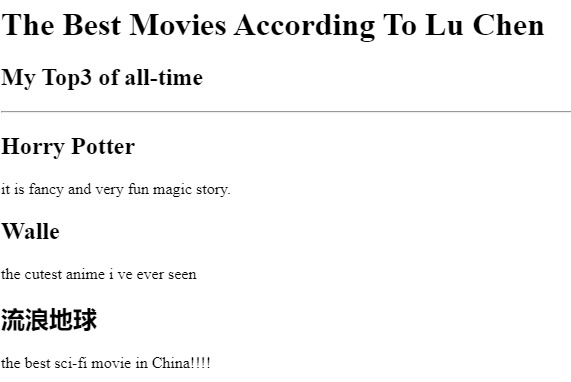 The Best Movies According To Lu Chen
My Top3 of all-time
Horry Potter
it is fancy and very fun magic story.
Walle
the cutest anime i ve ever seen
流浪地球
the best sci-fi movie in China!!!!